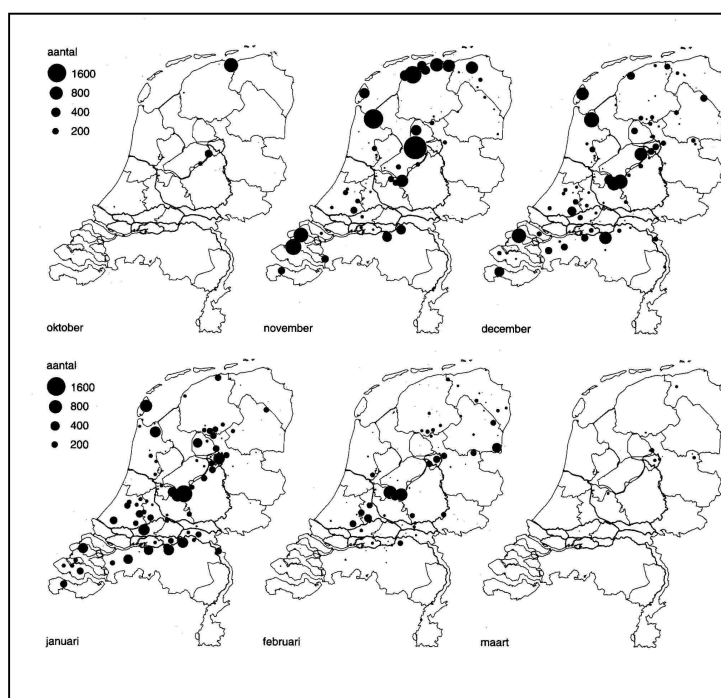 aantal
1600
800
400
200
oktober
november
december
aantal
1600
800
400
200
januari
februari
maart